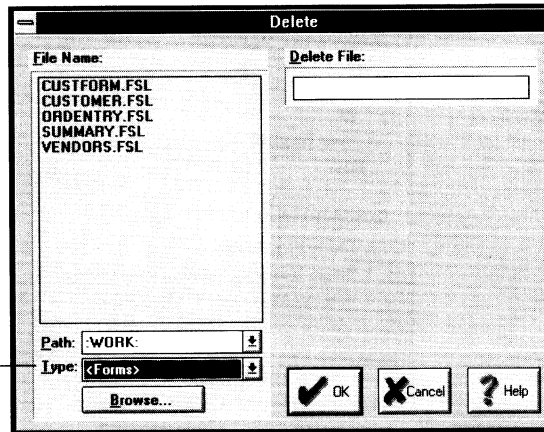 Delete
File Name:
CUSTFORM.FSL
CUSTOMER.FSL
ORDENTRY.FSL
SUMMARY.FSL
VENDORS.FSL
Path: :WORK:
Type: <Forms>
Browse...
Delete File:
OK
Cancel
Help